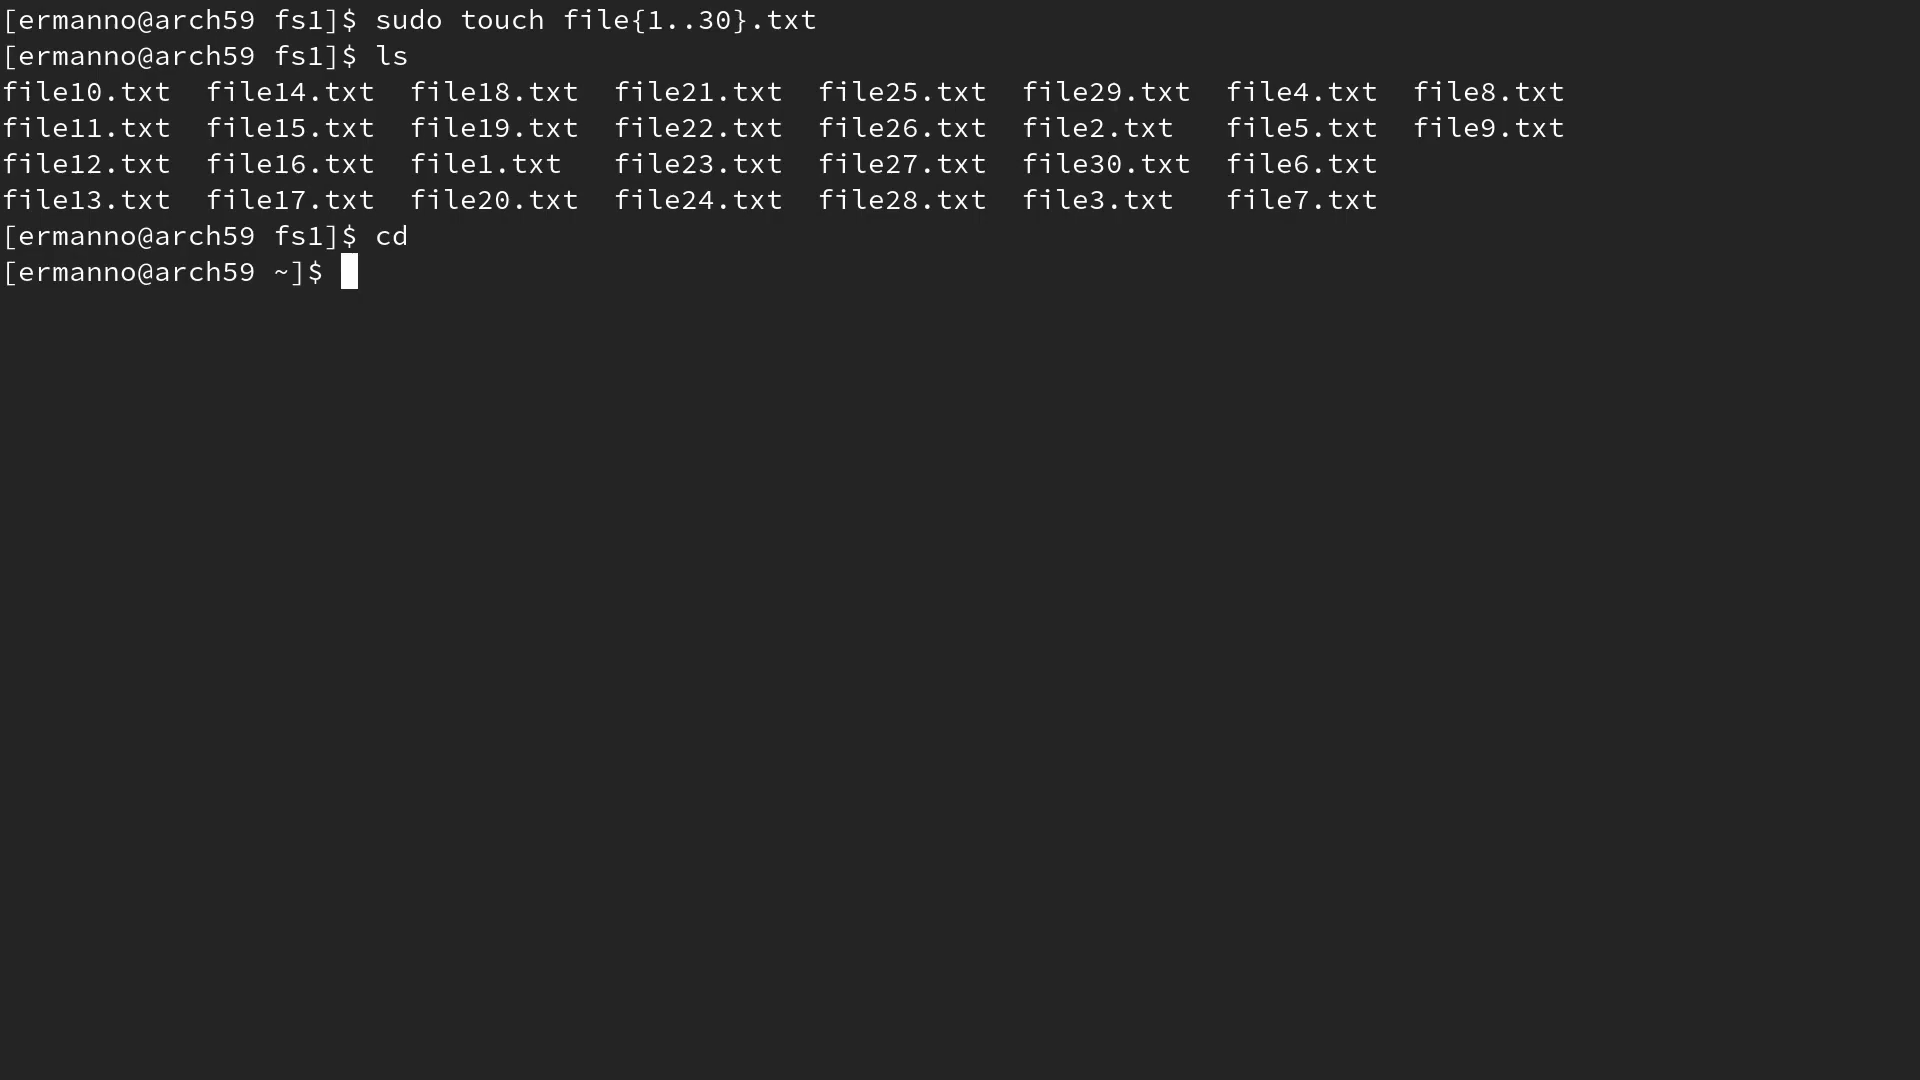 [ermanno@arch59 fs1]$ sudo touch file{1..30}.txt
[ermanno@arch59 fs1]$ ls
file10.txt  file14.txt  file18.txt  file21.txt  file25.txt  file29.txt  file4.txt  file8.txt
file11.txt  file15.txt  file19.txt  file22.txt  file26.txt  file2.txt   file5.txt  file9.txt
file12.txt  file16.txt  file1.txt   file23.txt  file27.txt  file30.txt  file6.txt
file13.txt  file17.txt  file20.txt  file24.txt  file28.txt  file3.txt   file7.txt
[ermanno@arch59 fs1]$ cd
[ermanno@arch59 ~]$